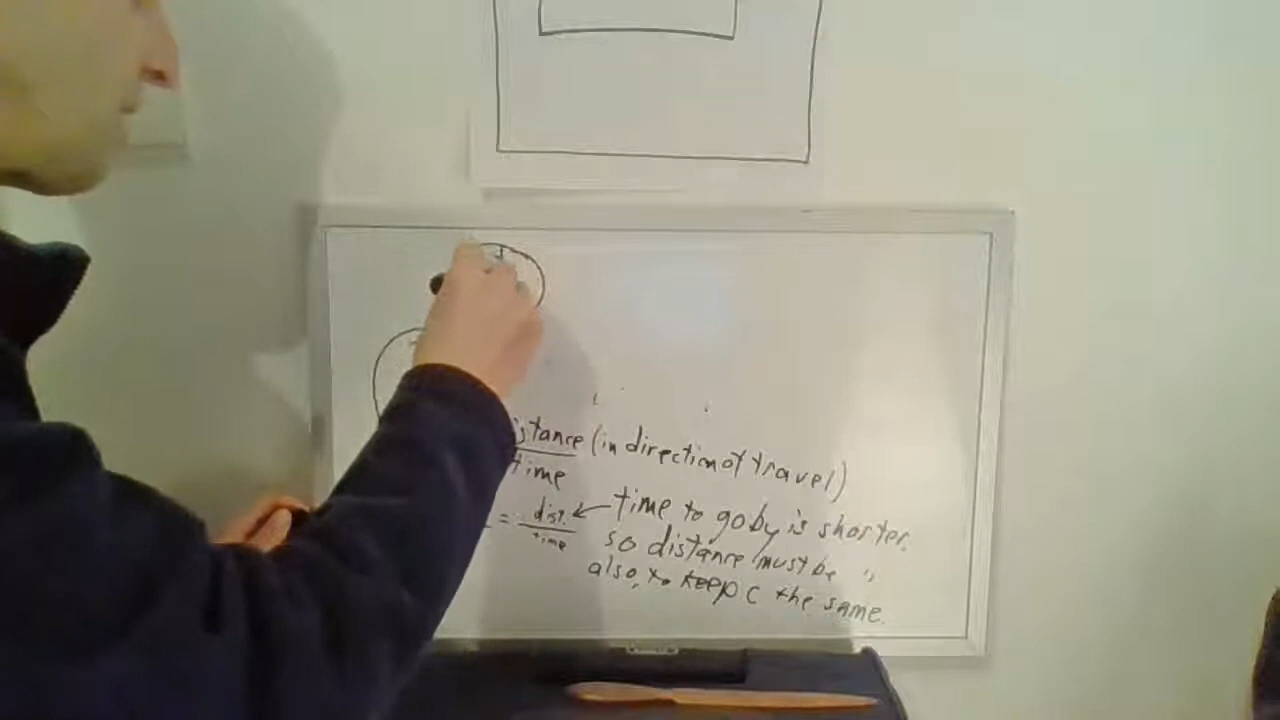 istance (in direction of travel)
time
= dist. time to go by is shorter.
time so distance must be "
also, to keep c the same.